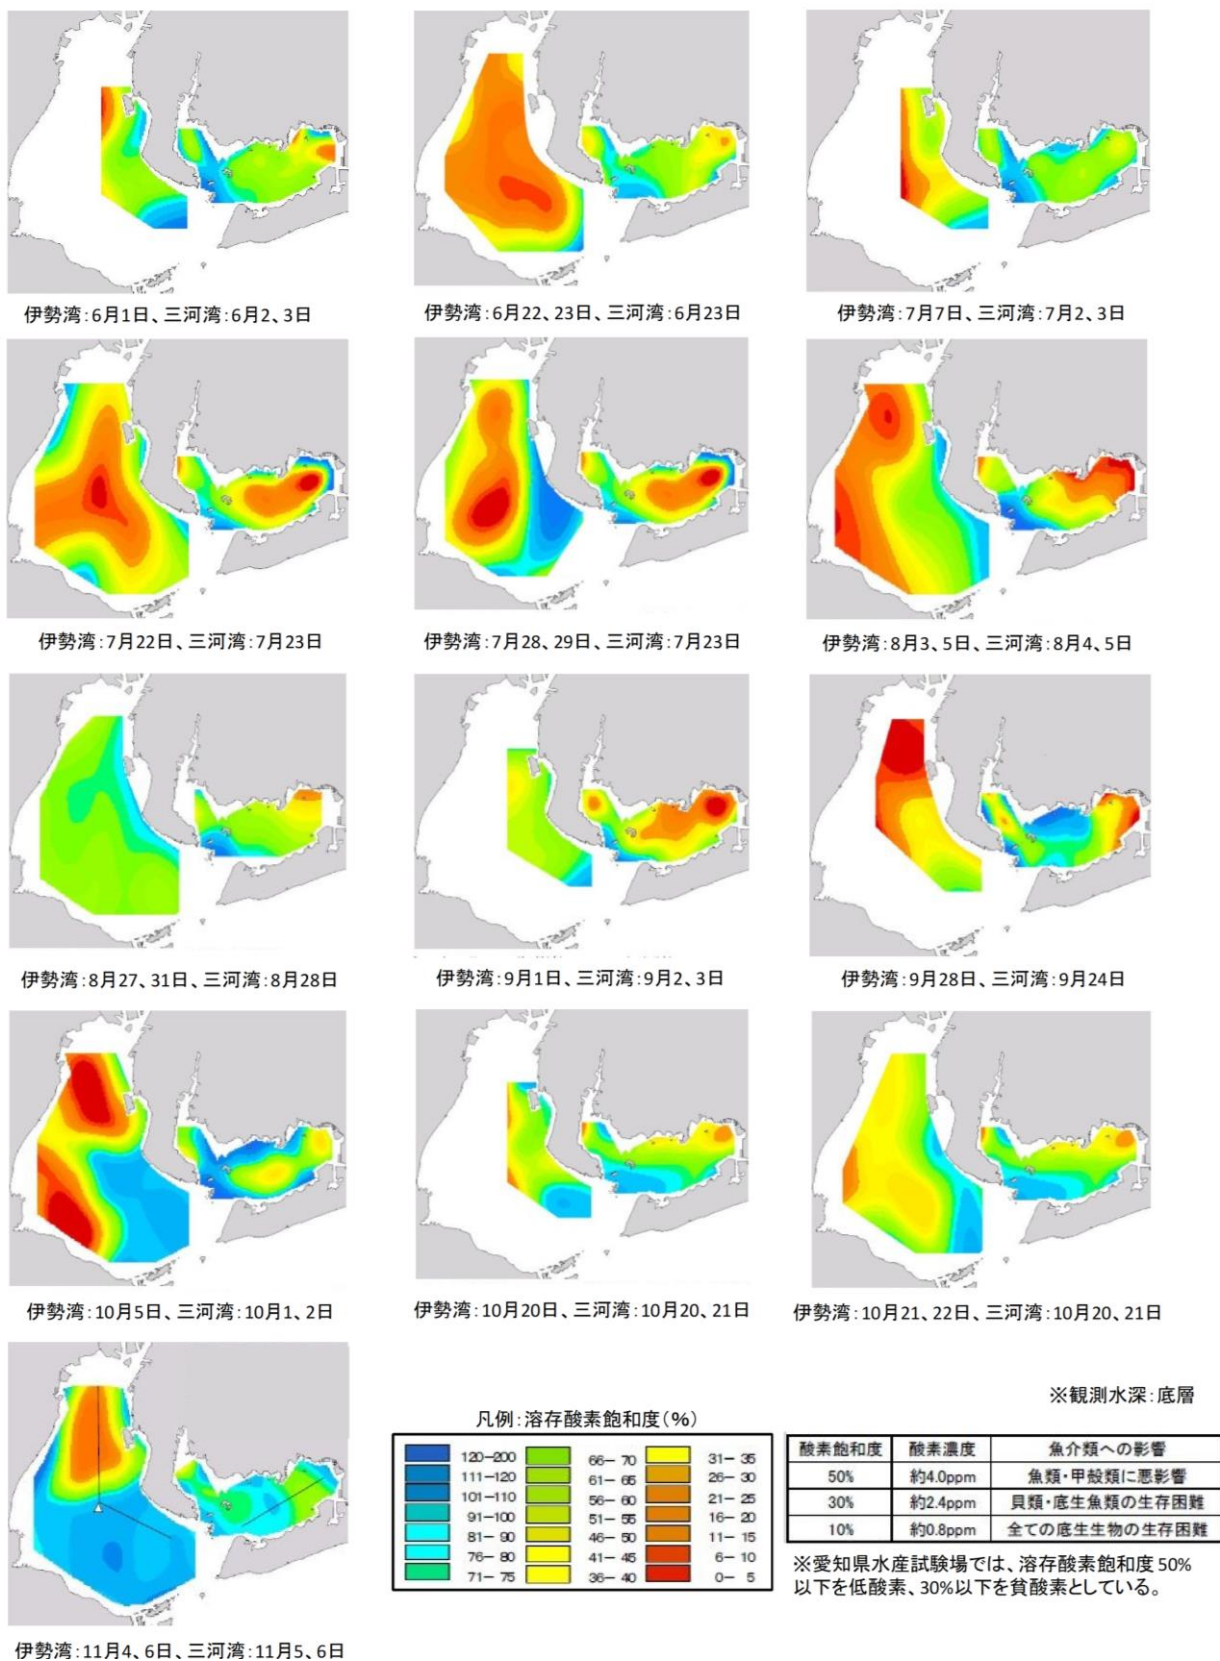 伊勢湾:6月1日、三河湾:6月2、3日
伊勢湾:6月22、23日、三河湾:6月23日
伊勢湾:7月7日、三河湾:7月2、3日
伊勢湾:7月22日、三河湾:7月23日
伊勢湾:7月28、29日、三河湾:7月23日
伊勢湾:8月3、5日、三河湾:8月4、5日
伊勢湾:8月27、31日、三河湾:8月28日
伊勢湾:9月1日、三河湾:9月2、3日
伊勢湾:9月28日、三河湾:9月24日
伊勢湾:10月5日、三河湾:10月1、2日
伊勢湾:10月20日、三河湾:10月20、21日
伊勢湾:10月21、22日、三河湾:10月20、21日
伊勢湾:11月4、6日、三河湾:11月5、6日
凡例:溶存酸素飽和度(%)
120-200 66-70 31-35
111-120 61-65 26-30
101-110 56-60 21-25
91-100 51-55 16-20
81-90 46-50 11-15
76-80 41-45 6-10
71-75 36-40 0-5
※観測水深:底層
酸素飽和度 酸素濃度 魚介類への影響
50% 約4.0ppm 魚類・甲殻類に悪影響
30% 約2.4ppm 貝類・底生魚類の生存困難
10% 約0.8ppm 全ての底生生物の生存困難
※愛知県水産試験場では、溶存酸素飽和度50%
以下を低酸素、30%以下を貧酸素としている。